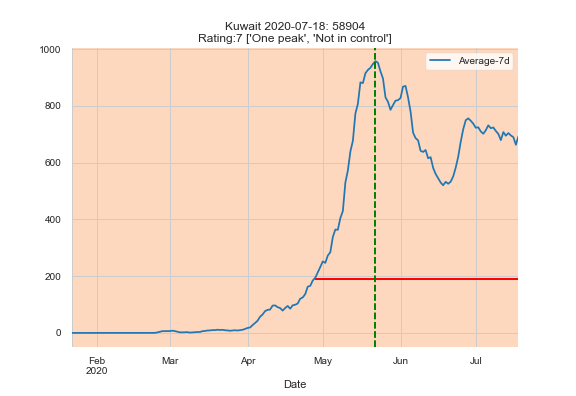 Kuwait 2020-07-18: 58904
Rating:7 ['One peak', 'Not in control']
Average-7d
1000
800
600
400
200
0
Feb
2020
Mar
Apr
May
Jun
Jul
Date